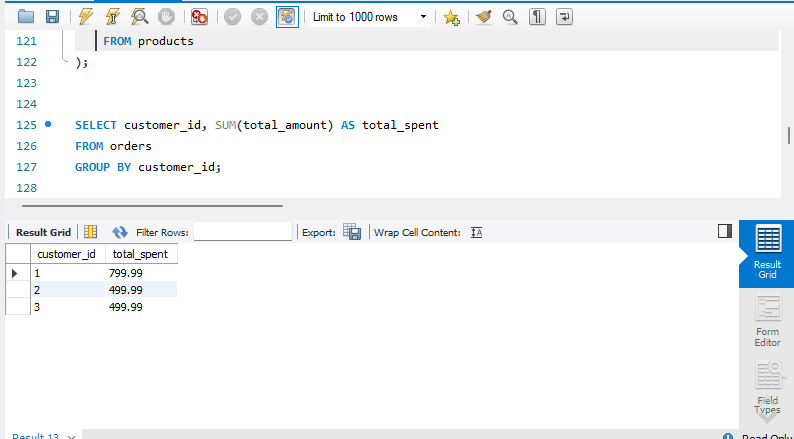 Limit to 1000 rows
121 FROM products
122 );
123
124
125 SELECT customer_id, SUM(total_amount) AS total_spent
126 FROM orders
127 GROUP BY customer_id;
128
Result Grid Filter Rows: Export: Wrap Cell Content: IA
customer_id total_spent
1 799.99
2 499.99
3 499.99
Result
Grid
Form
Editor
Field
Types
Result 13
Read Only